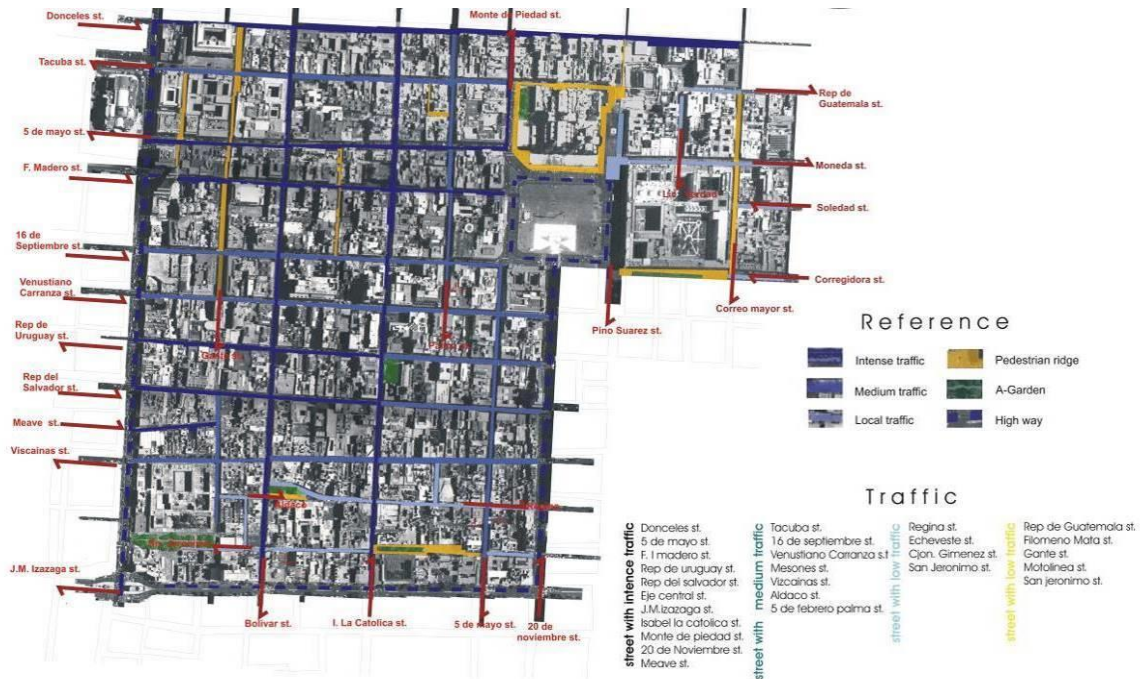 Donceles st.
Monte de Piedad st.
Tacuba st.
Rep de
Guatemala st.
5 de mayo st.
F. Madero st.
Moneda st.
Soledad st.
16 de
Septiembre st.
Corregidora st.
Venustiano
Carranza st.
Correo mayor st.
Pino Suarez st.
Rep de
Uruguay st.
Rep del
Salvador st.
Meave st.
Viscainas st.
Aldaco
J.M. Izazaga st.
Bolivar st.
I. La Catolica st.
5 de mayo st.
20 de
noviembre st.
Reference
Intense traffic
Pedestrian ridge
Medium traffic
A-Garden
Local traffic
High way
Traffic
street with intence traffic
Donceles st.
5 de mayo st.
F. I madero st.
Rep de uruguay st.
Rep del salvador st.
Eje central st.
J.M.Izazaga st.
Isabel la catolica st.
Monte de piedad st.
20 de Noviembre st.
Meave st.
street with medium traffic
Tacuba st.
16 de septiembre st.
Venustiano Carranza st
Mesones st.
Vizcainas st.
Aldaco st.
5 de febrero palma st.
street with low traffic
Regina st.
Echeveste st.
Cjon. Gimenez st.
San Jeronimo st.
street with low traffic
Rep de Guatemala st.
Filomeno Mata st.
Gante st.
Motolinea st.
San jeronimo st.